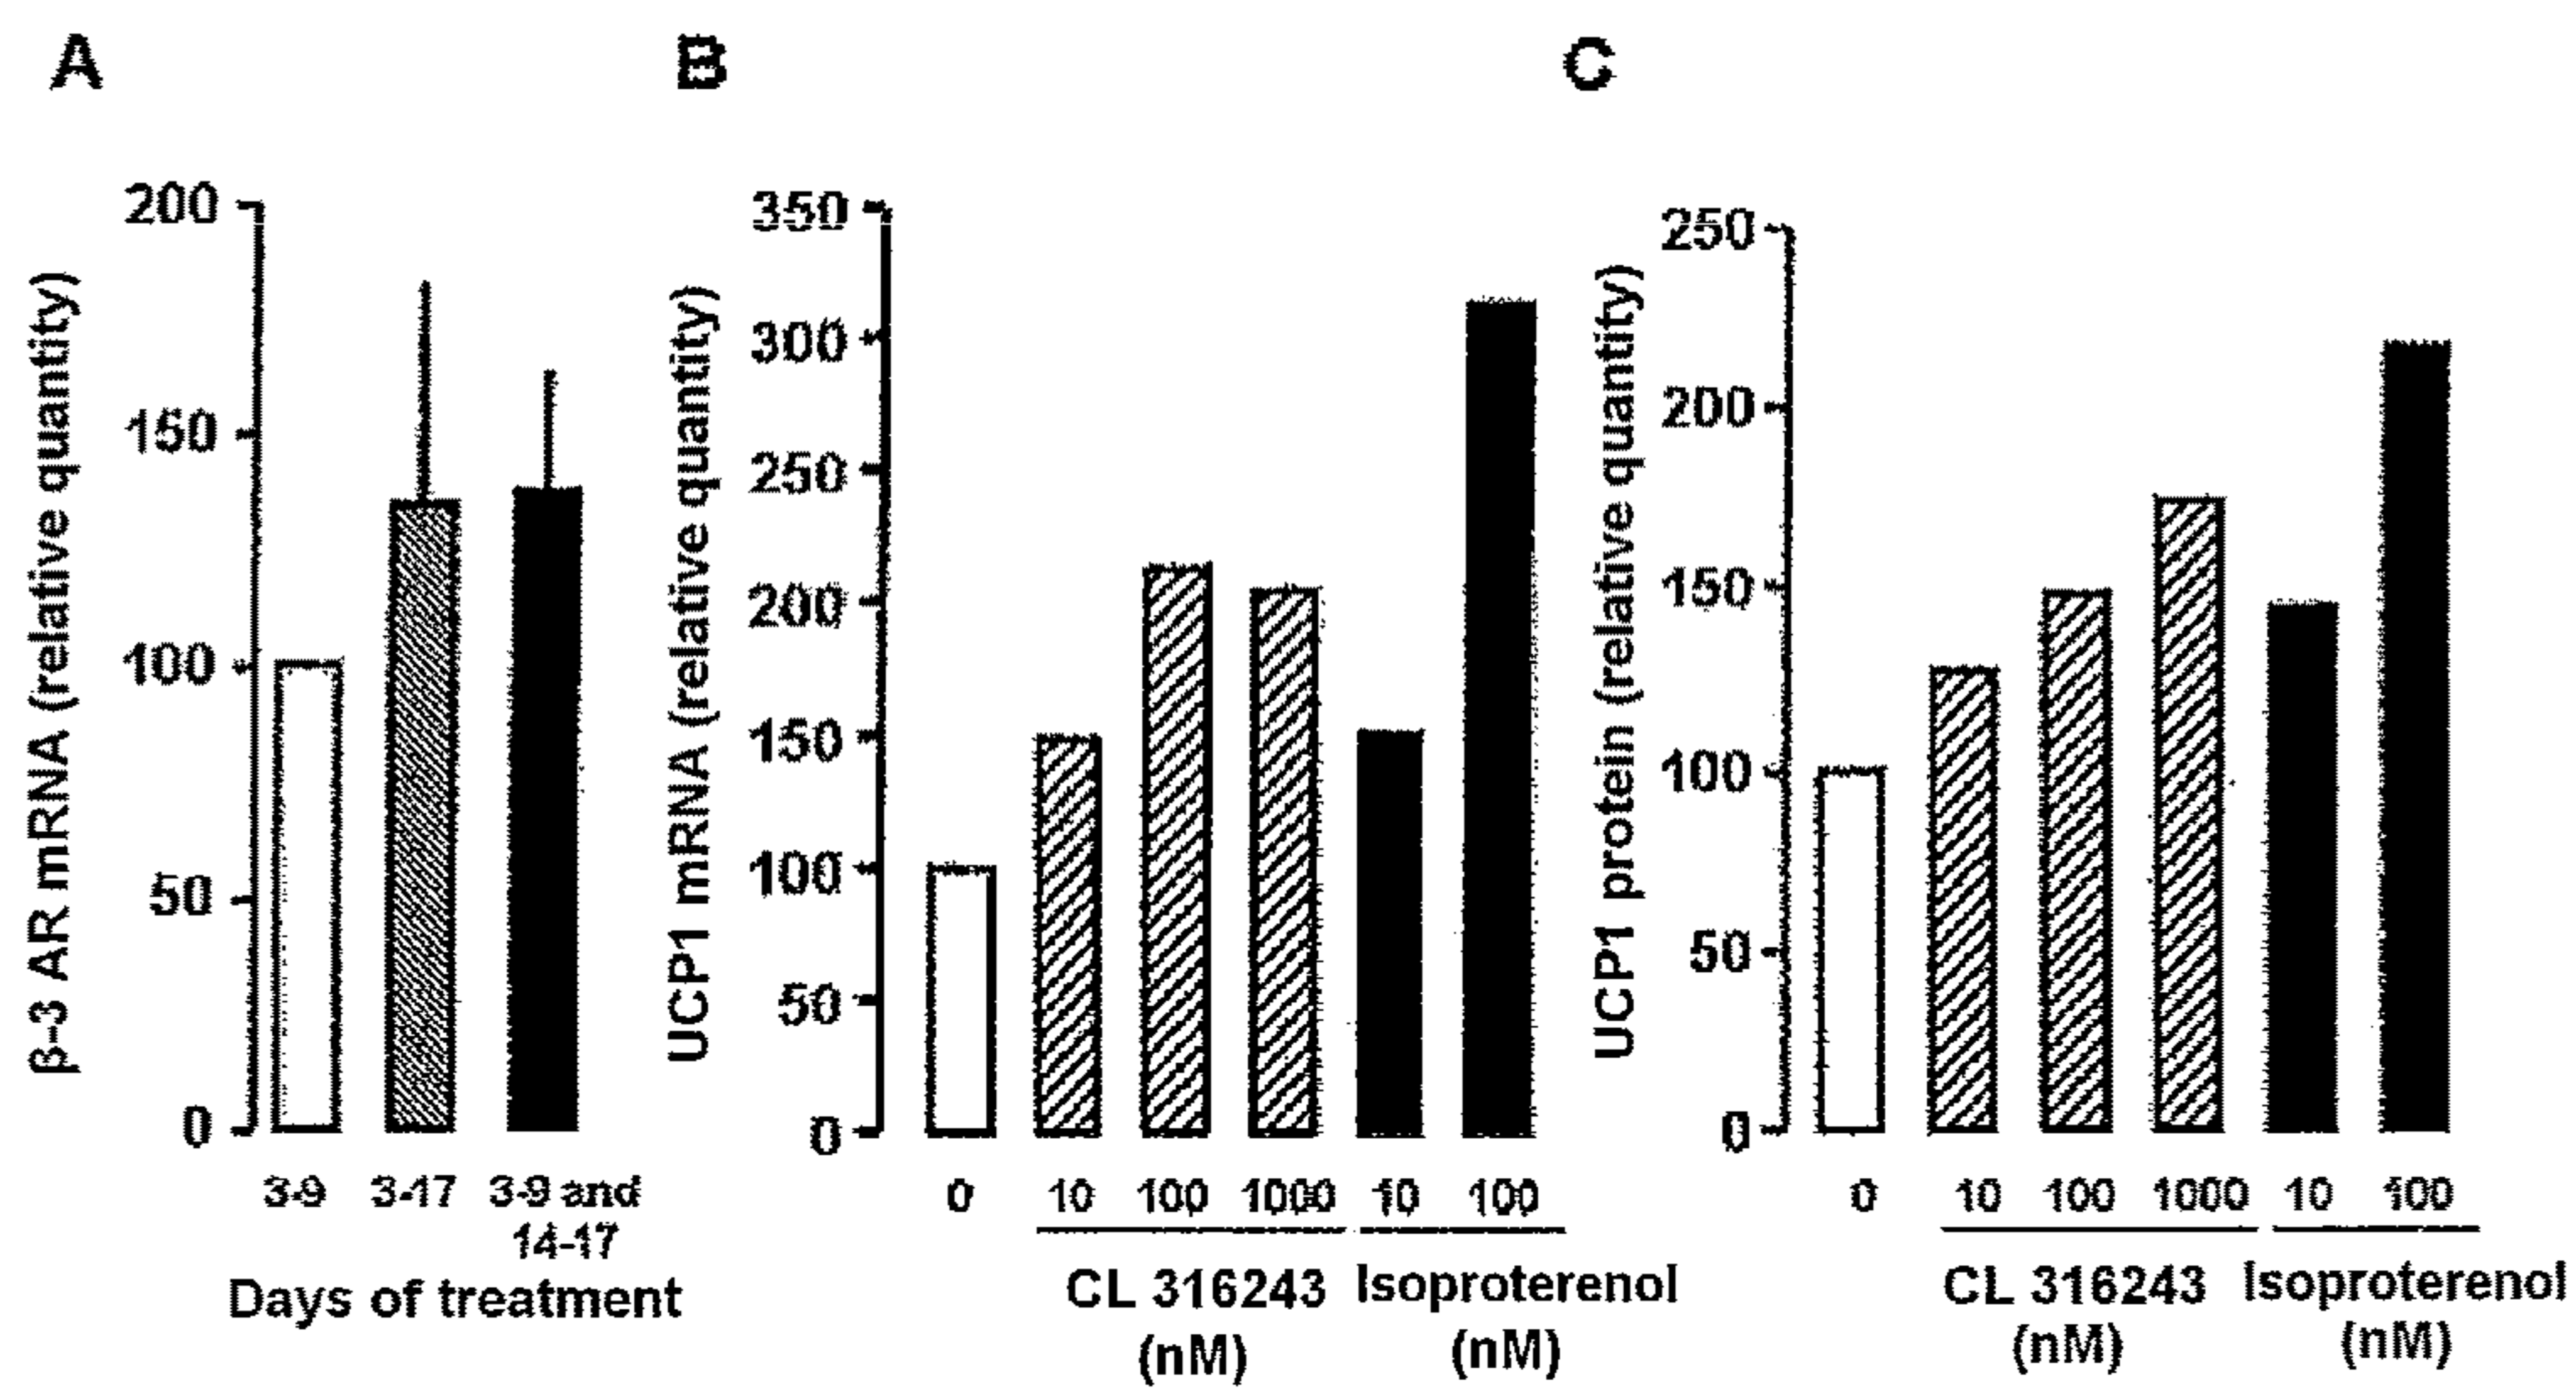 A
β-3 AR mRNA (relative quantity)
200
150
100
50
0
3-9 3-17 3-9 and
14-17
Days of treatment
B
UCP1 mRNA (relative quantity)
350
300
250
200
150
100
50
0
0 10 100 1000 10 100
CL 316243 Isoproterenol
(nM) (nM)
C
UCP1 protein (relative quantity)
250
200
150
100
50
0
0 10 100 1000 10 100
CL 316243 Isoproterenol
(nM) (nM)